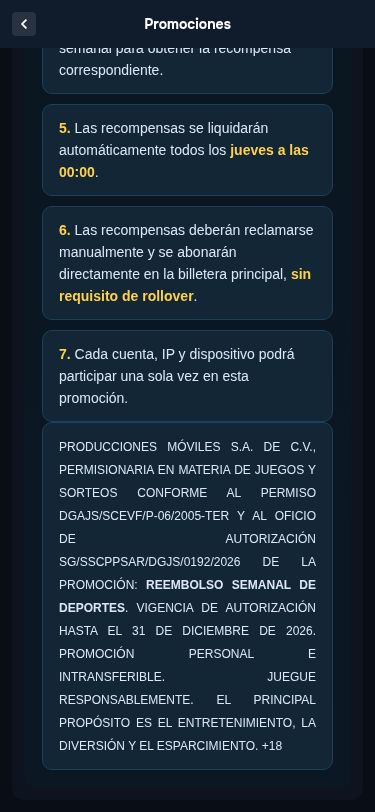 Promociones
semanal para obtener la recompensa
correspondiente.
5. Las recompensas se liquidarán
automáticamente todos los jueves a las
00:00.
6. Las recompensas deberán reclamarse
manualmente y se abonarán
directamente en la billetera principal, sin
requisito de rollover.
7. Cada cuenta, IP y dispositivo podrá
participar una sola vez en esta
promoción.
PRODUCCIONES MÓVILES S.A. DE C.V.,
PERMISIONARIA EN MATERIA DE JUEGOS Y
SORTEOS CONFORME AL PERMISO
DGAJS/SCEVF/P-06/2005-TER Y AL OFICIO
DE AUTORIZACIÓN
SG/SSCPPSAR/DGJS/0192/2026 DE LA
PROMOCIÓN: REEMBOLSO SEMANAL DE
DEPORTES. VIGENCIA DE AUTORIZACIÓN
HASTA EL 31 DE DICIEMBRE DE 2026.
PROMOCIÓN PERSONAL E
INTRANSFERIBLE. JUEGUE
RESPONSABLEMENTE. EL PRINCIPAL
PROPÓSITO ES EL ENTRETENIMIENTO, LA
DIVERSIÓN Y EL ESPARCIMIENTO. +18